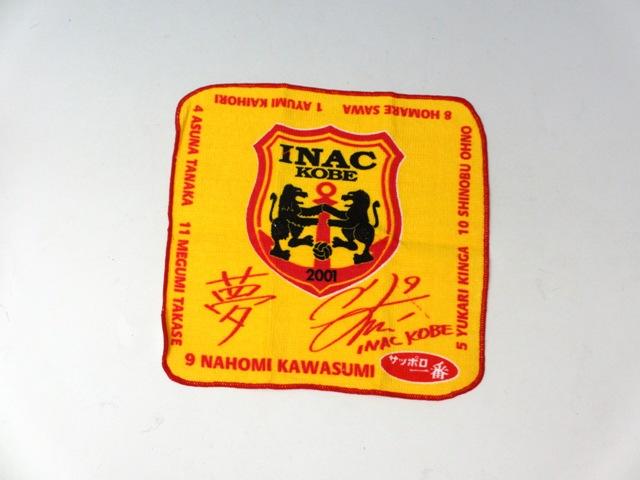 INAC
KOBE
2001
1 AYUMI KAIHORI
8 HOMARE SAWA
4 ASUNA TANAKA
11 MEGUMI TAKASE
10 SHINOBU OHNO
5 YUKARI KINGA
夢
9
INAC KOBE
9 NAHOMI KAWASUMI
サッポロ
一番